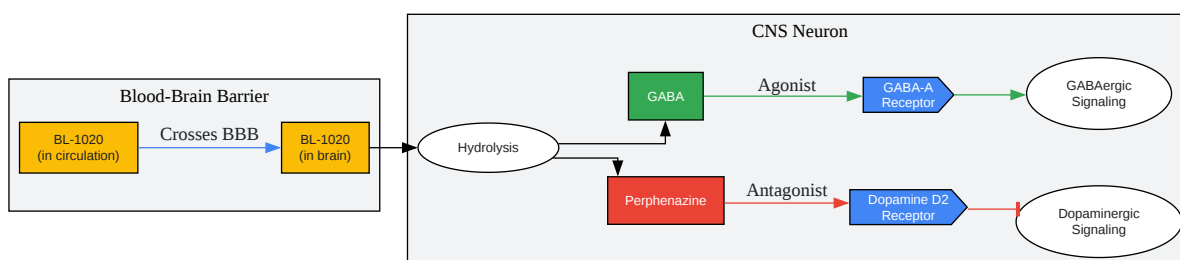 Blood-Brain Barrier
BL-1020
(in circulation)
Crosses BBB
BL-1020
(in brain)
CNS Neuron
Hydrolysis
GABA
Agonist
GABA-A
Receptor
GABAergic
Signaling
Perphenazine
Antagonist
Dopamine D2
Receptor
Dopaminergic
Signaling